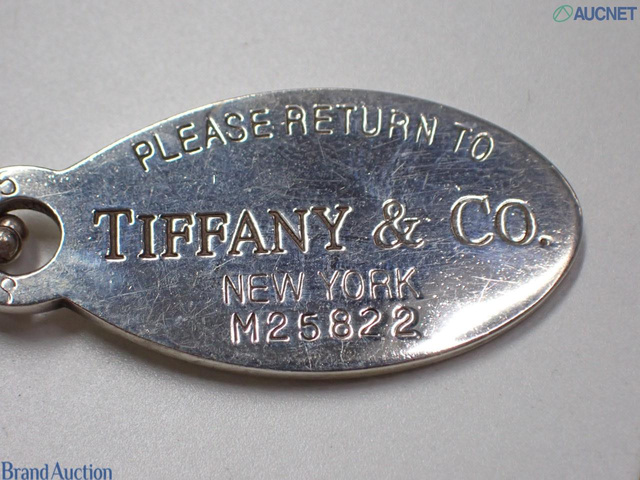 AUCNET
PLEASE RETURN TO
TIFFANY & CO.
NEW YORK
M25822
Brand Auction